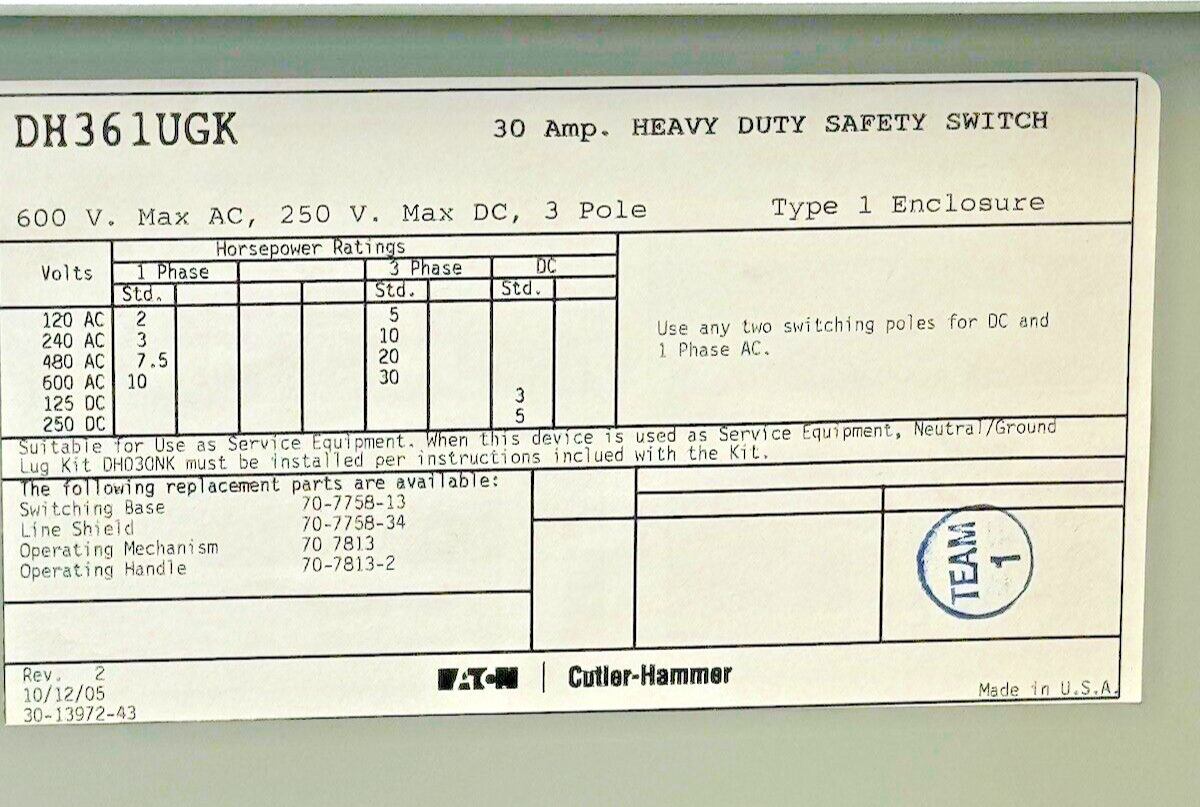 DH361UGK 30 Amp. HEAVY DUTY SAFETY SWITCH
600 V. Max AC, 250 V. Max DC, 3 Pole Type 1 Enclosure
Horsepower Ratings
Volts 1 Phase 3 Phase DC
Std. Std. Std.
120 AC 2 5
240 AC 3 10
480 AC 7.5 20
600 AC 10 30
125 DC 3
250 DC 5
Use any two switching poles for DC and
1 Phase AC.
Suitable for Use as Service Equipment. When this device is used as Service Equipment, Neutral/Ground
Lug Kit DH030NK must be installed per instructions inclued with the Kit.
The following replacement parts are available:
Switching Base 70-7758-13
Line Shield 70-7758-34
Operating Mechanism 70 7813
Operating Handle 70-7813-2
TEAM
1
Rev. 2
10/12/05
30-13972-43
EATON | Cutler-Hammer
Made in U.S.A.